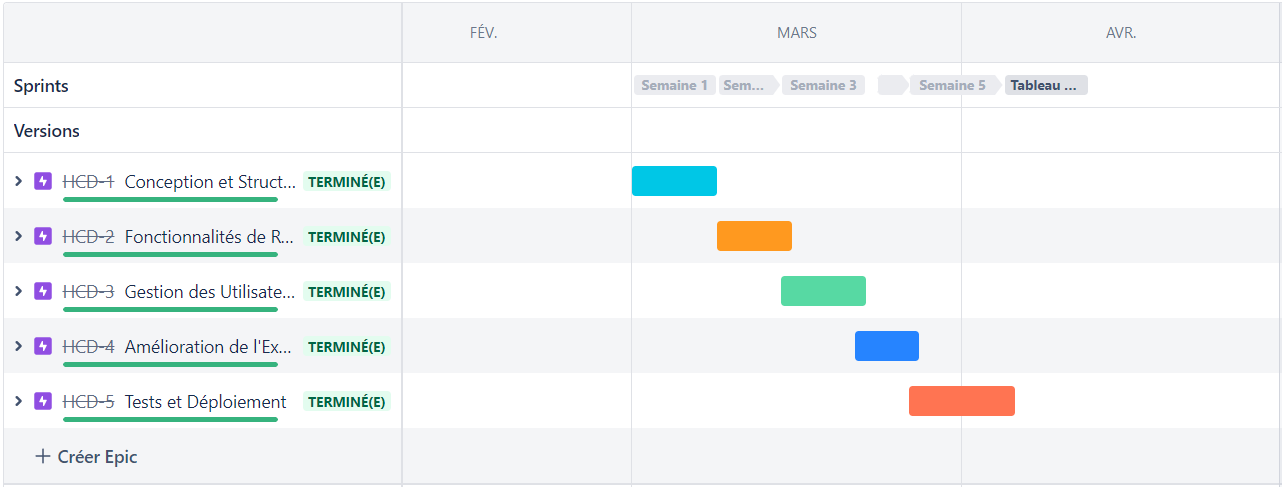 FÉV. MARS AVR.
Sprints Semaine 1 Sem... Semaine 3 Semaine 5 Tableau ...
Versions
HCD-1 Conception et Struct... TERMINÉ(E)
HCD-2 Fonctionnalités de R... TERMINÉ(E)
HCD-3 Gestion des Utilisate... TERMINÉ(E)
HCD-4 Amélioration de l'Ex... TERMINÉ(E)
HCD-5 Tests et Déploiement TERMINÉ(E)
+ Créer Epic